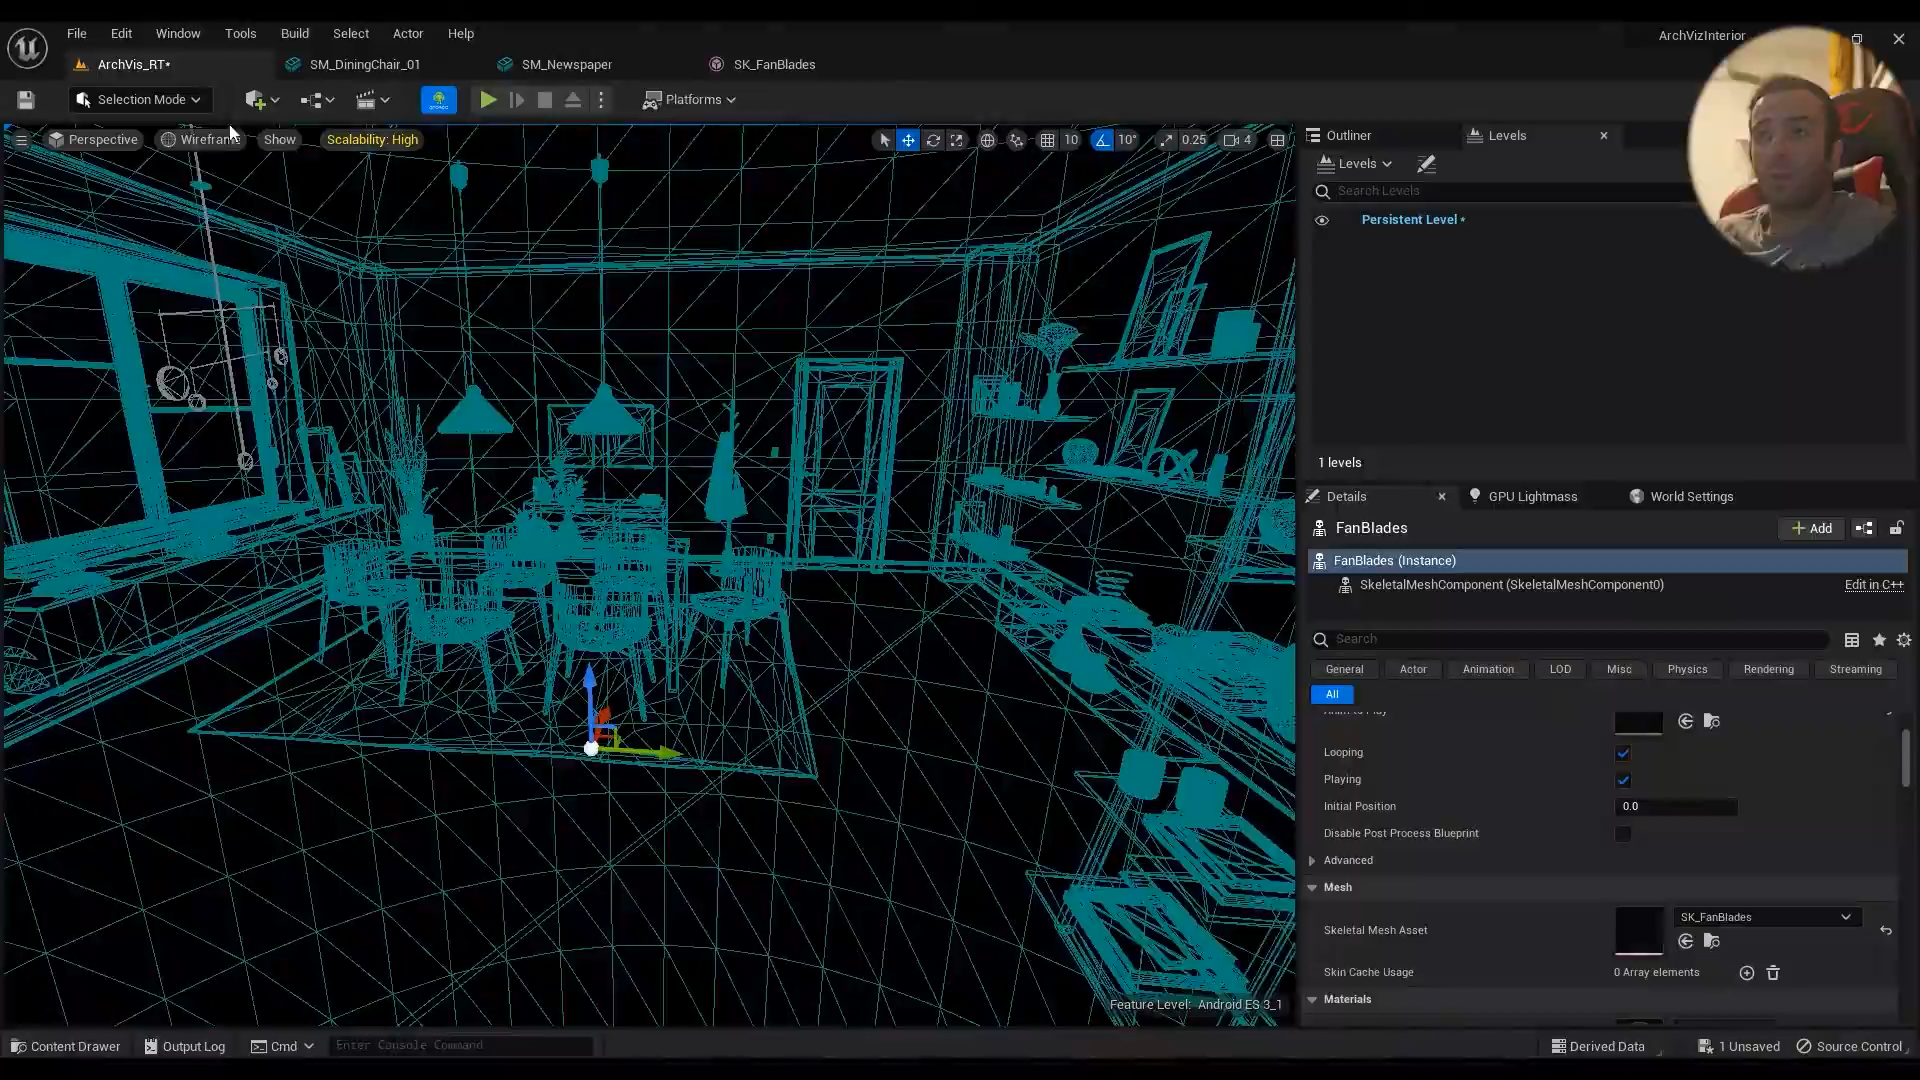 File Edit Window Tools Build Select Actor Help
ArchVizInterior
ArchVis_RT*
SM_DiningChair_01
SM_Newspaper
SK_FanBlades
Selection Mode
Platforms
Perspective
Wireframe
Show
Scalability: High
10
10°
0.25
4
Outliner
Levels
Levels
Search Levels
Persistent Level *
1 levels
Details
GPU Lightmass
World Settings
FanBlades
Add
FanBlades (Instance)
SkeletalMeshComponent (SkeletalMeshComponent0)
Edit in C++
Search
General
Actor
Animation
LOD
Misc
Physics
Rendering
Streaming
All
Looping
Playing
Initial Position
0.0
Disable Post Process Blueprint
Advanced
Mesh
Skeletal Mesh Asset
SK_FanBlades
Skin Cache Usage
0 Array elements
Materials
Feature Level: Android ES 3_1
Content Drawer
Output Log
Cmd
Enter Console Command
Derived Data
1 Unsaved
Source Control